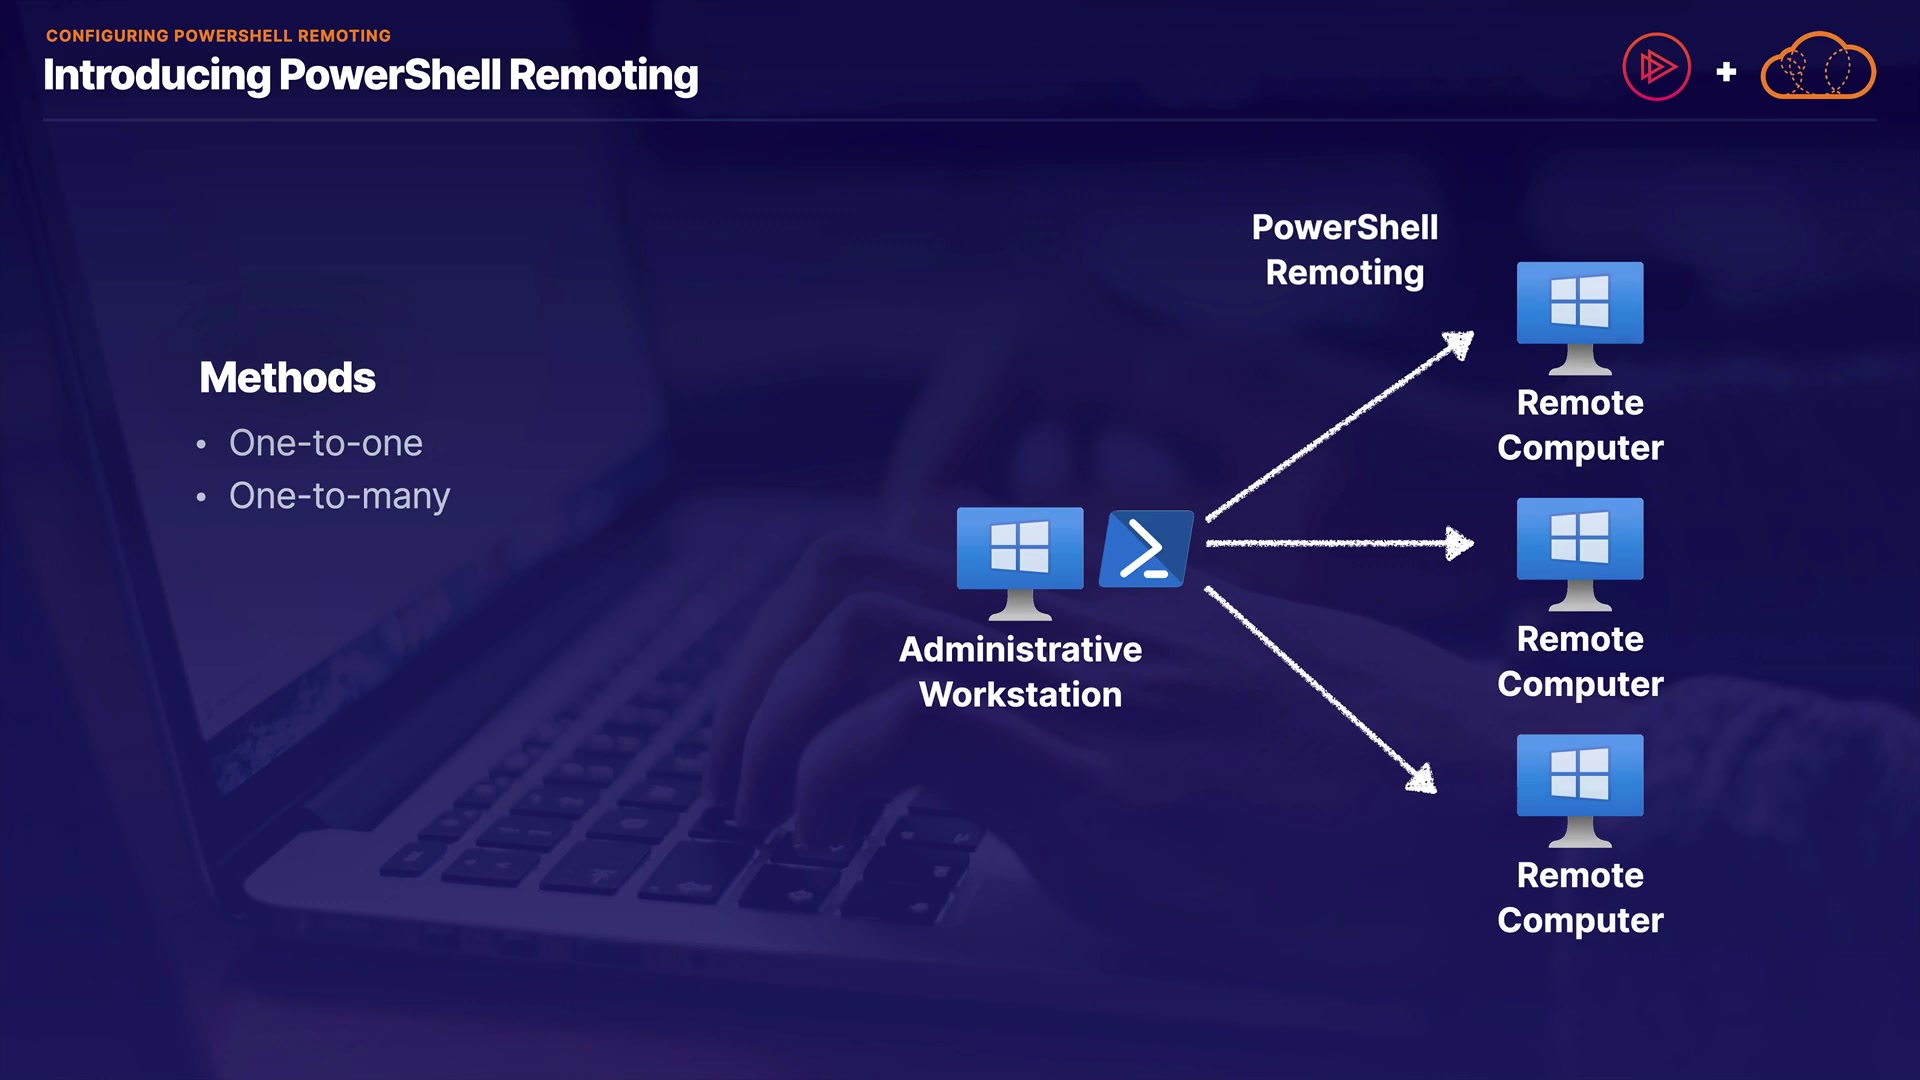 CONFIGURING POWERSHELL REMOTING
Introducing PowerShell Remoting
+
Methods
• One-to-one
• One-to-many
PowerShell
Remoting
Administrative
Workstation
Remote
Computer
Remote
Computer
Remote
Computer